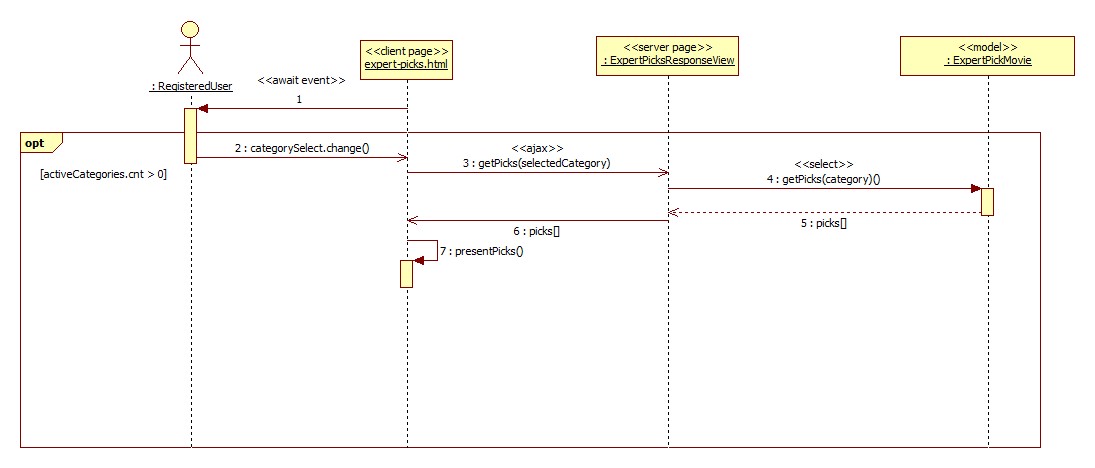 <<client page>>
expert-picks.html
<<server page>>
: ExpertPicksResponseView
<<model>>
: ExpertPickMovie
: RegisteredUser
<<await event>>
1
opt
[activeCategories.cnt > 0]
2 : categorySelect.change()
<<ajax>>
3 : getPicks(selectedCategory)
<<select>>
4 : getPicks(category)()
5 : picks[]
6 : picks[]
7 : presentPicks()